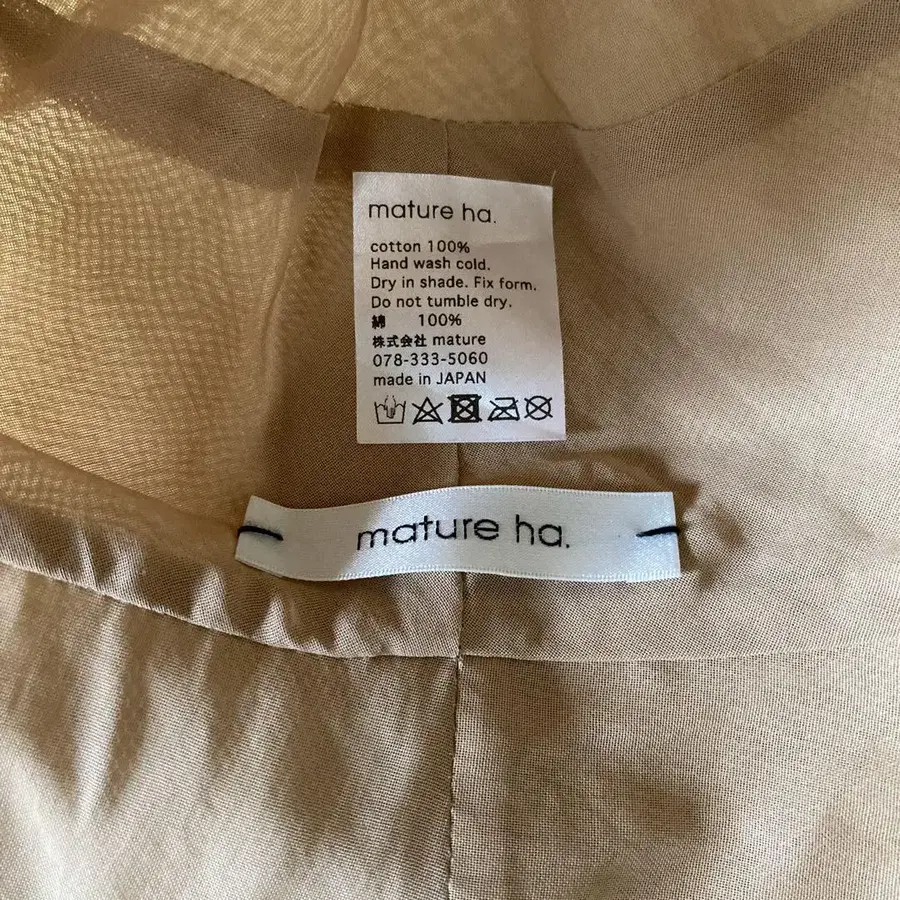 mature ha.
cotton 100%
Hand wash cold.
Dry in shade. Fix form.
Do not tumble dry.
綿 100%
株式会社 mature
078-333-5060
made in JAPAN
mature ha.